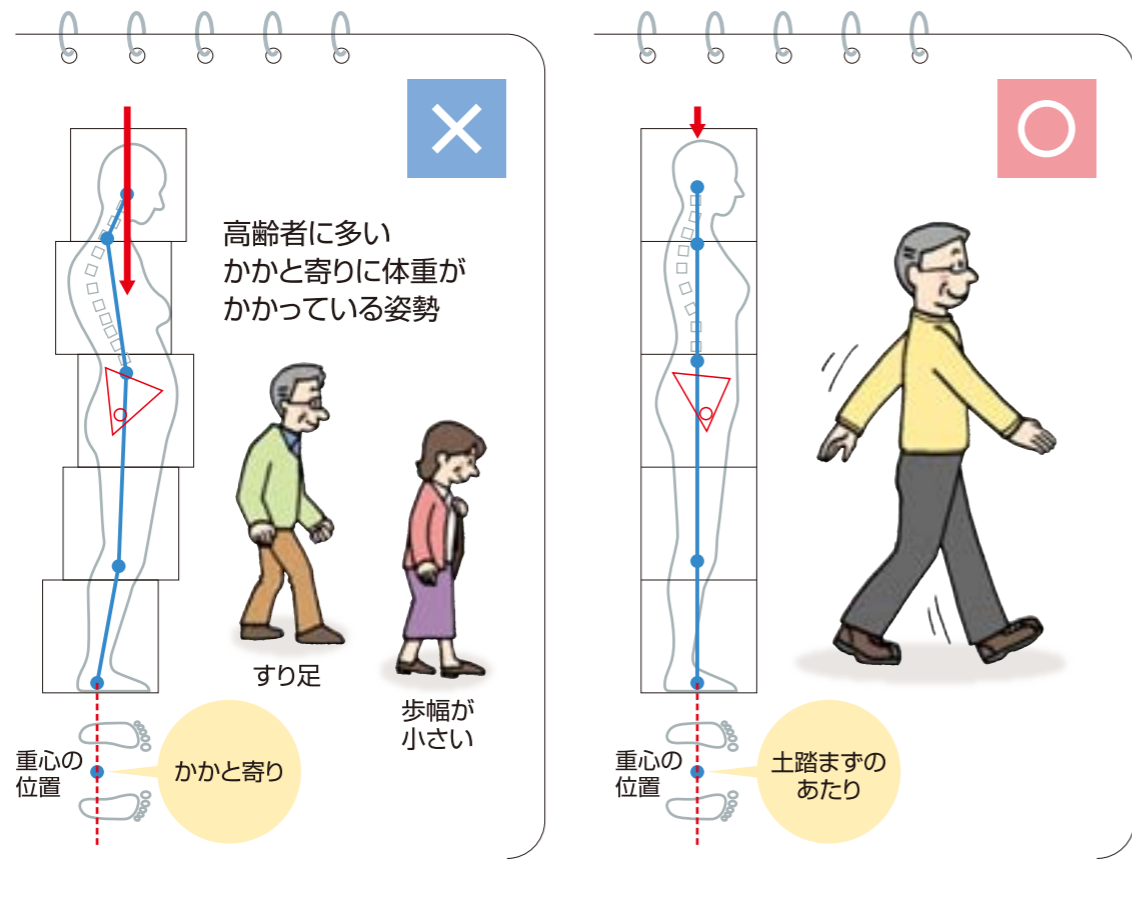 高齢者に多い
かかと寄りに体重が
かかっている姿勢
すり足
歩幅が
小さい
重心の
位置
かかと寄り
重心の
位置
土踏まずの
あたり